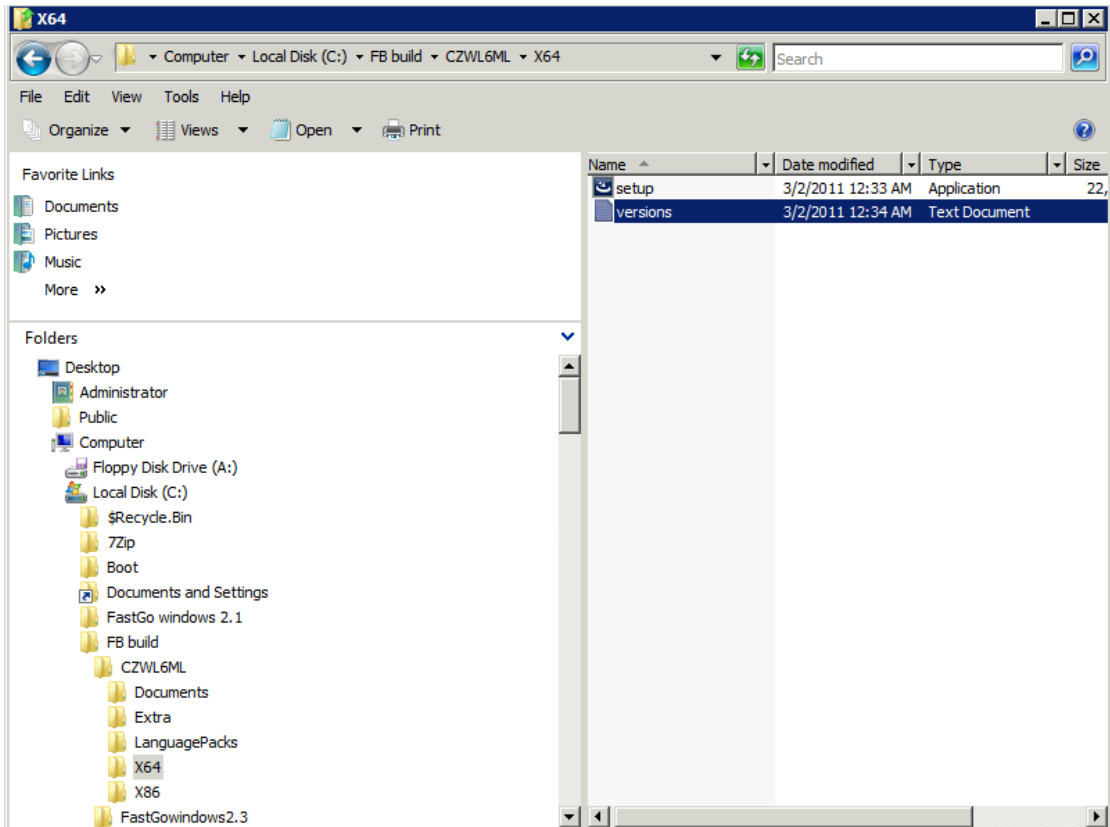 X64
Computer Local Disk (C:) FB build CZWL6ML X64
Search
File Edit View Tools Help
Organize Views Open Print
Favorite Links
Documents
Pictures
Music
More »
Folders
Desktop
Administrator
Public
Computer
Floppy Disk Drive (A:)
Local Disk (C:)
$Recycle.Bin
7Zip
Boot
Documents and Settings
FastGo windows 2.1
FB build
CZWL6ML
Documents
Extra
LanguagePacks
X64
X86
FastGowindows2.3
Name Date modified Type Size
setup 3/2/2011 12:33 AM Application 22,
versions 3/2/2011 12:34 AM Text Document